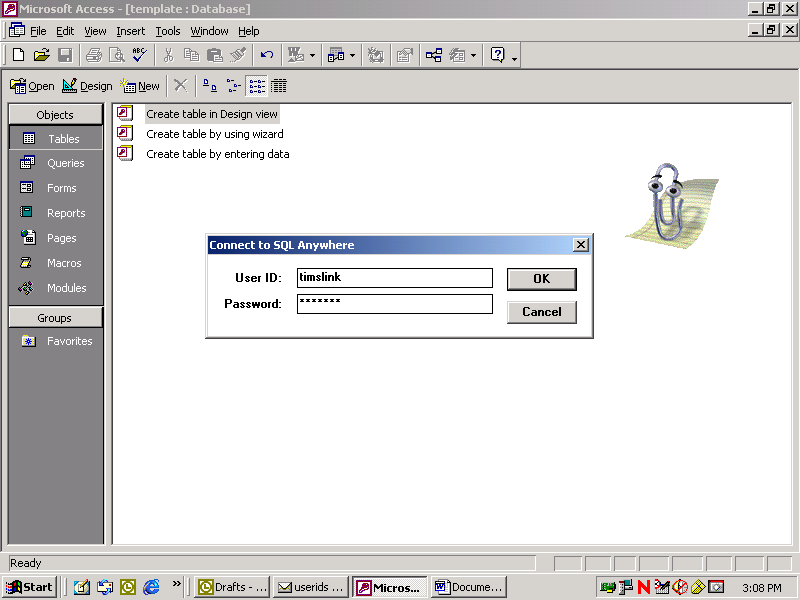 Microsoft Access - [template : Database]
File Edit View Insert Tools Window Help
Open Design New
Objects
Tables
Queries
Forms
Reports
Pages
Macros
Modules
Groups
Favorites
Create table in Design view
Create table by using wizard
Create table by entering data
Connect to SQL Anywhere
User ID: timslink
OK
Password: *******
Cancel
Ready
Start
Drafts - ...
userids ...
Micros...
Docume...
3:08 PM